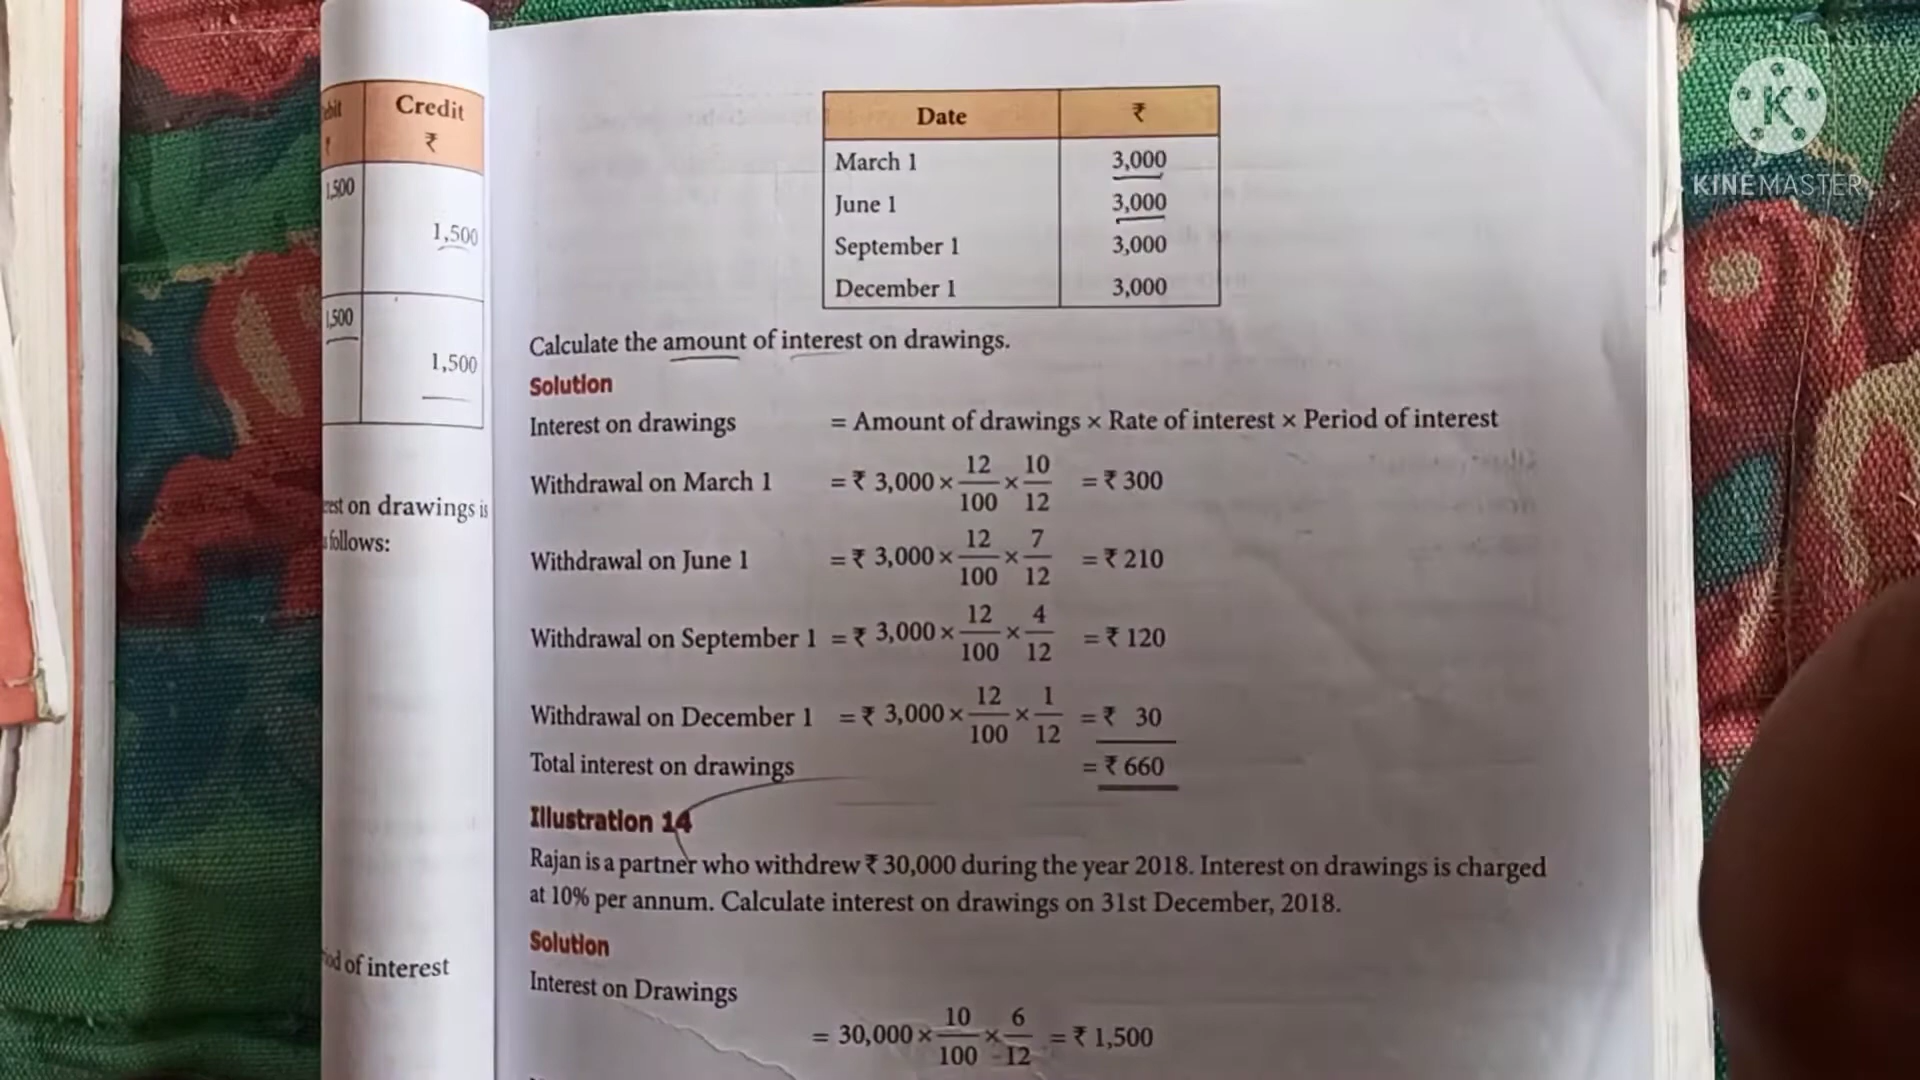 Credit
₹
1,500
1,500
1,500
1,500
on drawings is
follows:
of interest
Date ₹
March 1 3,000
June 1 3,000
September 1 3,000
December 1 3,000
Calculate the amount of interest on drawings.
Solution
Interest on drawings = Amount of drawings × Rate of interest × Period of interest
Withdrawal on March 1 = ₹ 3,000 × 12/100 × 10/12 = ₹ 300
Withdrawal on June 1 = ₹ 3,000 × 12/100 × 7/12 = ₹ 210
Withdrawal on September 1 = ₹ 3,000 × 12/100 × 4/12 = ₹ 120
Withdrawal on December 1 = ₹ 3,000 × 12/100 × 1/12 = ₹ 30
Total interest on drawings = ₹ 660
Illustration 14
Rajan is a partner who withdrew ₹ 30,000 during the year 2018. Interest on drawings is charged
at 10% per annum. Calculate interest on drawings on 31st December, 2018.
Solution
Interest on Drawings
= 30,000 × 10/100 × 6/12 = ₹ 1,500
K
KINEMASTER